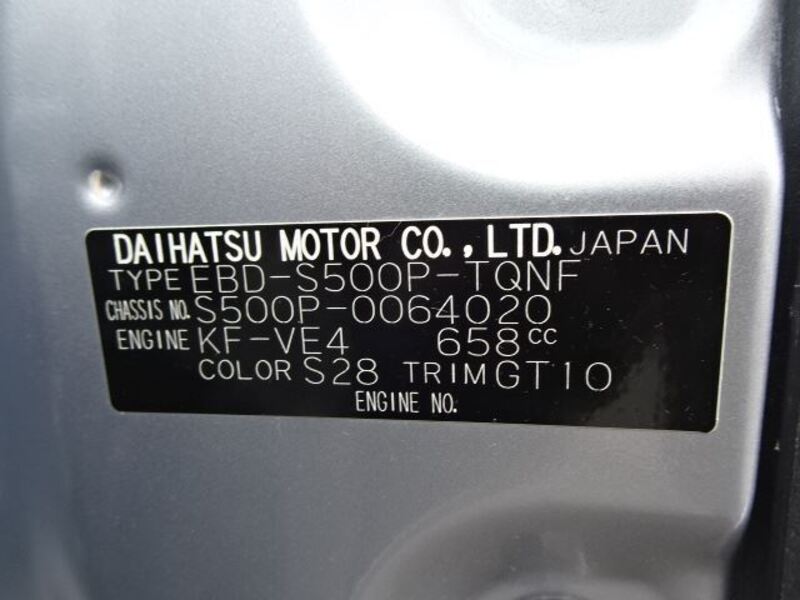 DAIHATSU MOTOR CO., LTD. JAPAN
TYPE EBD-S500P-TQNF
CHASSIS NO. S500P-0064020
ENGINE KF-VE4 658cc
COLOR S28 TRIM GT10
ENGINE NO.